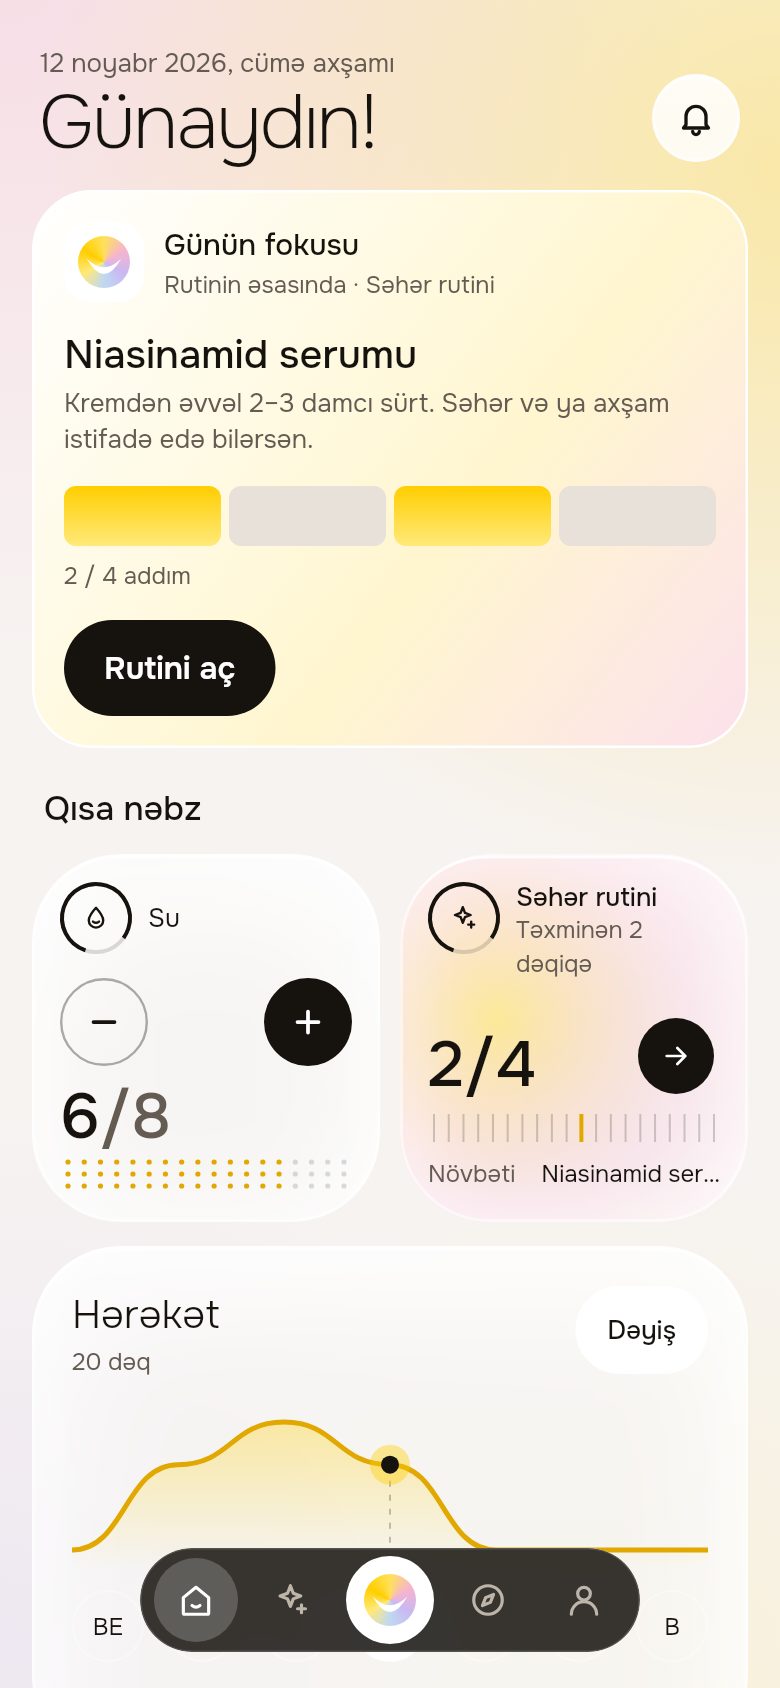 12 noyabr 2026, cümə axşamı
Günaydın!
Günün fokusu
Rutinin əsasında · Səhər rutini
Niasinamid serumu
Kremdən əvvəl 2–3 damcı sürt. Səhər və ya axşam
istifadə edə bilərsən.
2 / 4 addım
Rutini aç
Qısa nəbz
Su
6/8
Səhər rutini
Təxminən 2
dəqiqə
2/4
Növbəti Niasinamid ser...
Hərəkət
20 dəq
Dəyiş
BE
B